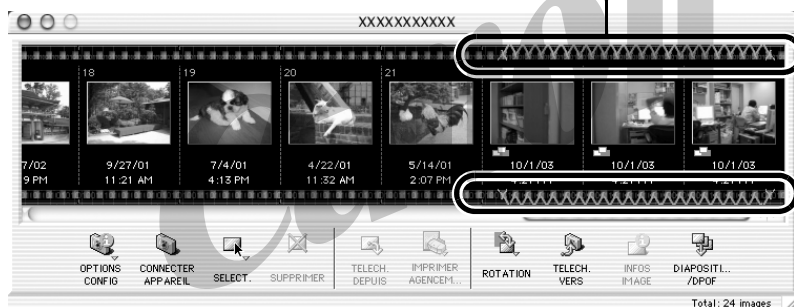 XXXXXXXXXXX
18 19 20 21
7/02 9/27/01 7/4/01 4/22/01 5/14/01 10/1/03 10/1/03 10/1/03
9 PM 11:21 AM 4:13 PM 11:32 AM 2:07 PM
OPTIONS CONFIG
CONNECTER APPAREIL
SELECT.
SUPPRIMER
TELECH. DEPUIS
IMPRIMER AGENCEM...
ROTATION
TELECH. VERS
INFOS IMAGE
DIAPOSITI... /DPOF
Total: 24 images